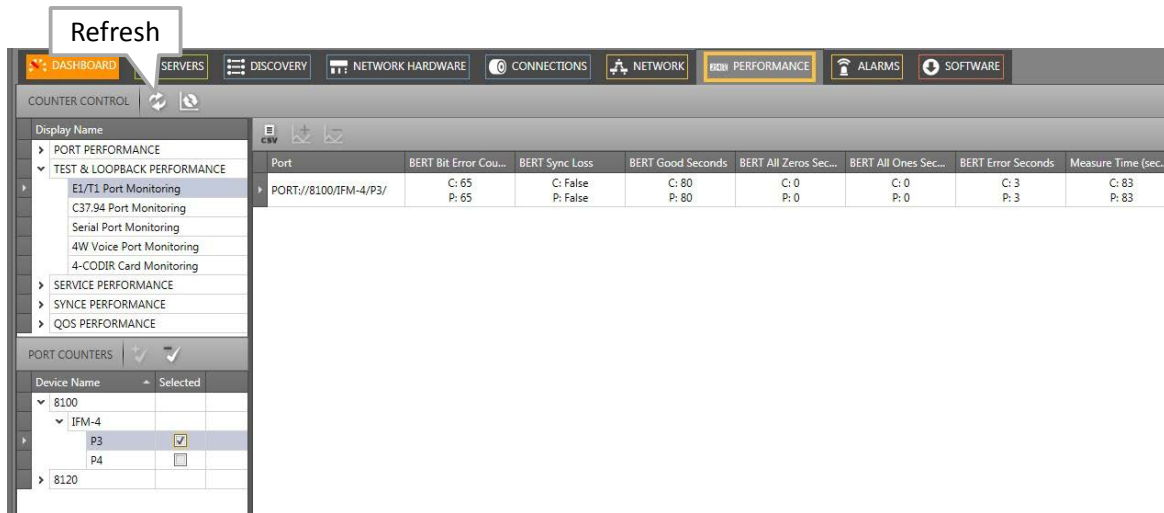 Refresh
DASHBOARD SERVERS DISCOVERY NETWORK HARDWARE CONNECTIONS NETWORK PERFORMANCE ALARMS SOFTWARE
COUNTER CONTROL
Display Name
PORT PERFORMANCE
TEST & LOOPBACK PERFORMANCE
E1/T1 Port Monitoring
C37.94 Port Monitoring
Serial Port Monitoring
4W Voice Port Monitoring
4-CODIR Card Monitoring
SERVICE PERFORMANCE
SYNCE PERFORMANCE
QOS PERFORMANCE
CSV
Port BERT Bit Error Cou... BERT Sync Loss BERT Good Seconds BERT All Zeros Sec... BERT All Ones Sec... BERT Error Seconds Measure Time (sec...
PORT://8100/IFM-4/P3/ C: 65 C: False C: 80 C: 0 C: 0 C: 3 C: 83
P: 65 P: False P: 80 P: 0 P: 0 P: 3 P: 83
PORT COUNTERS
Device Name Selected
8100
IFM-4
P3
P4
8120